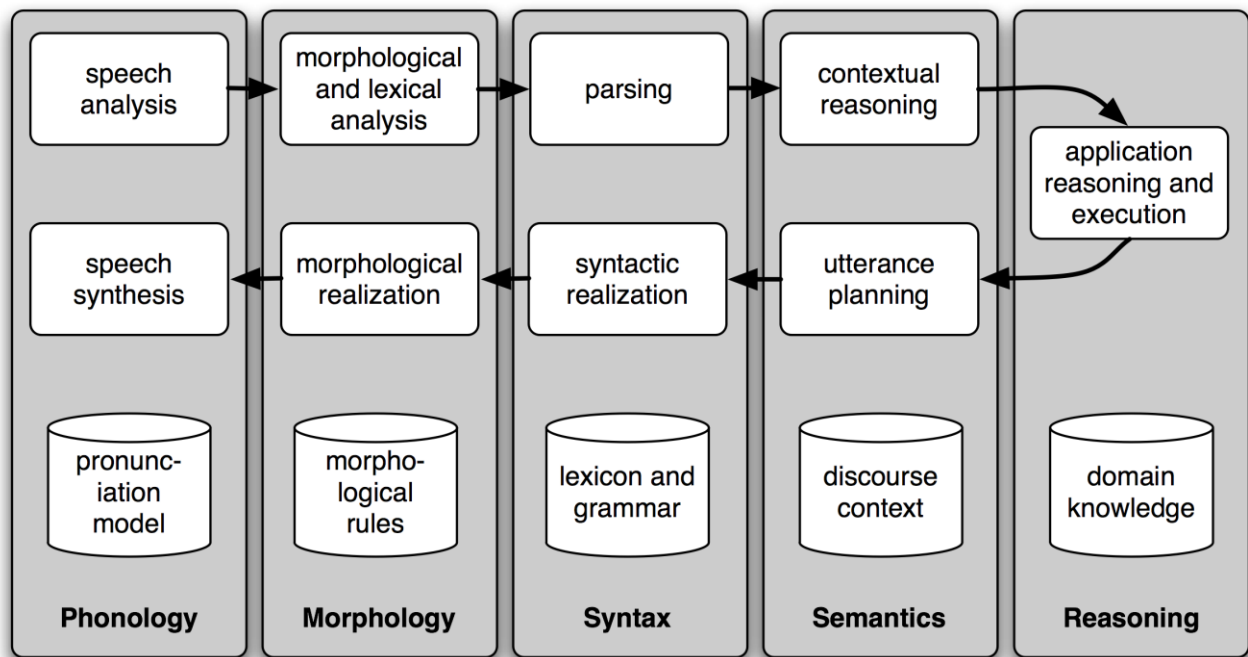 speech
analysis
morphological
and lexical
analysis
parsing
contextual
reasoning
application
reasoning and
execution
speech
synthesis
morphological
realization
syntactic
realization
utterance
planning
pronunc-
iation
model
morpho-
logical
rules
lexicon and
grammar
discourse
context
domain
knowledge
Phonology
Morphology
Syntax
Semantics
Reasoning